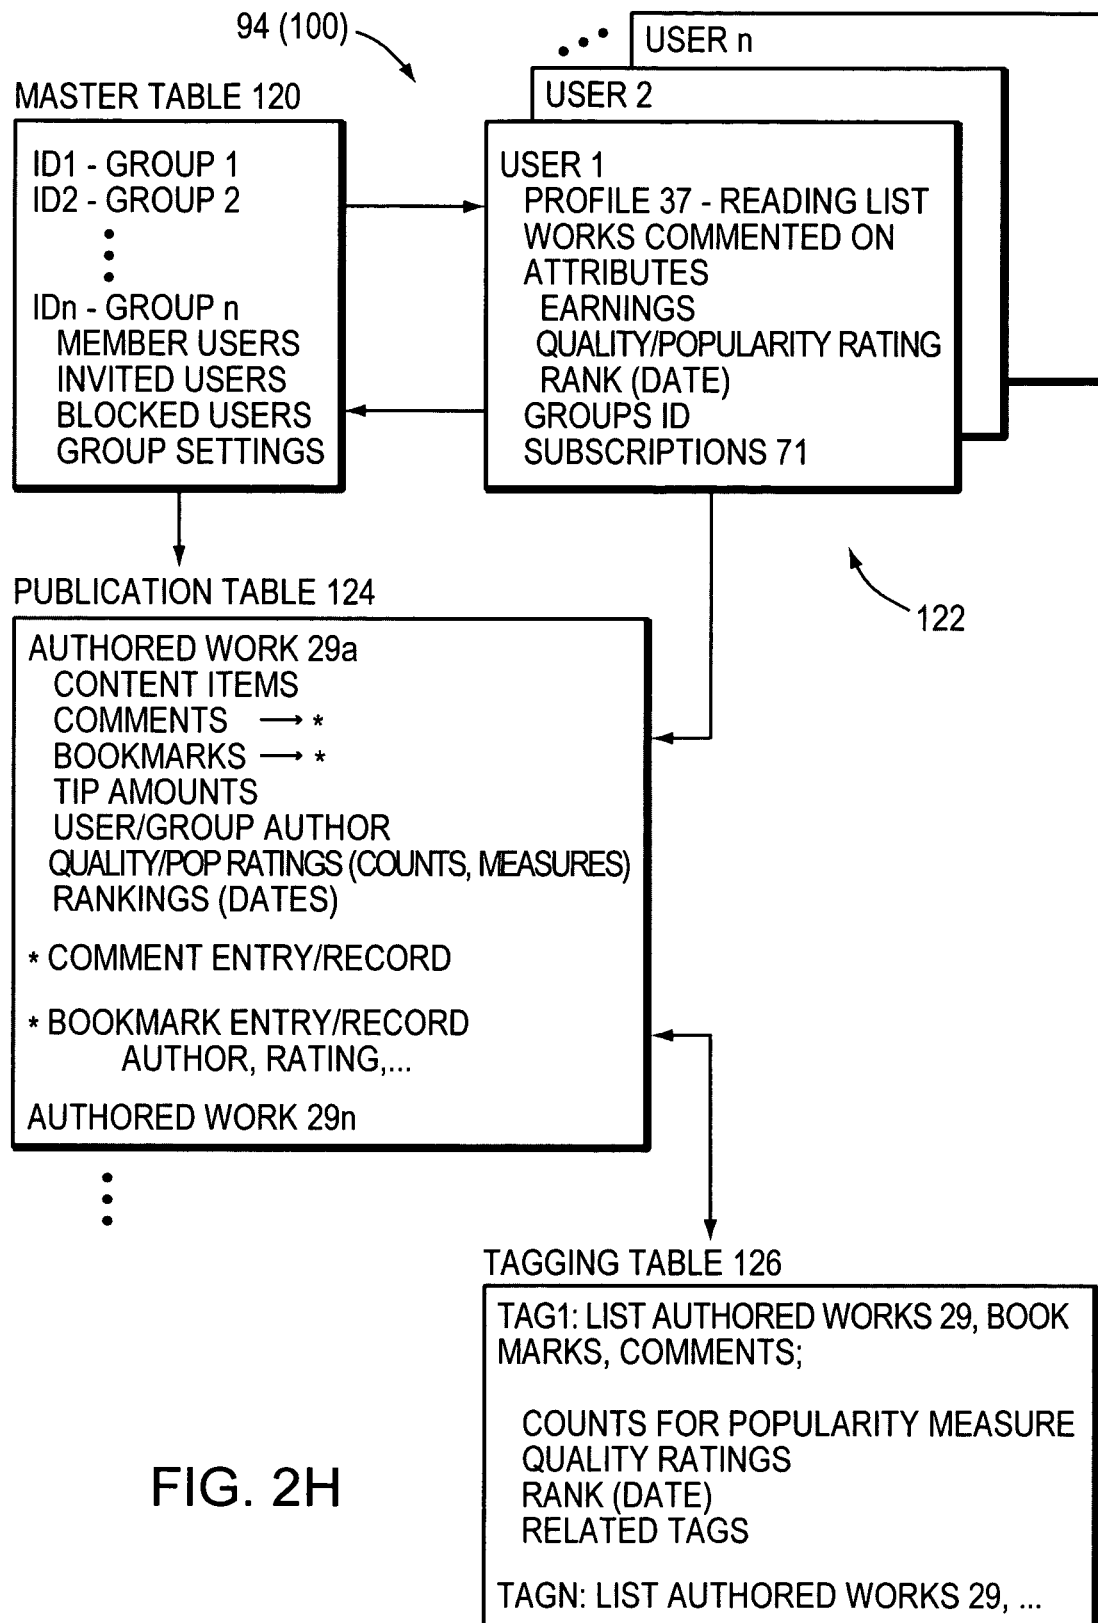 94 (100)
USER n
USER 2
MASTER TABLE 120
ID1 - GROUP 1
ID2 - GROUP 2
IDn - GROUP n
MEMBER USERS
INVITED USERS
BLOCKED USERS
GROUP SETTINGS
USER 1
PROFILE 37 - READING LIST
WORKS COMMENTED ON
ATTRIBUTES
EARNINGS
QUALITY/POPULARITY RATING
RANK (DATE)
GROUPS ID
SUBSCRIPTIONS 71
122
PUBLICATION TABLE 124
AUTHORED WORK 29a
CONTENT ITEMS
COMMENTS → *
BOOKMARKS → *
TIP AMOUNTS
USER/GROUP AUTHOR
QUALITY/POP RATINGS (COUNTS, MEASURES)
RANKINGS (DATES)
* COMMENT ENTRY/RECORD
* BOOKMARK ENTRY/RECORD
AUTHOR, RATING,...
AUTHORED WORK 29n
TAGGING TABLE 126
TAG1: LIST AUTHORED WORKS 29, BOOK
MARKS, COMMENTS;
COUNTS FOR POPULARITY MEASURE
QUALITY RATINGS
RANK (DATE)
RELATED TAGS
TAGN: LIST AUTHORED WORKS 29, ...
FIG. 2H